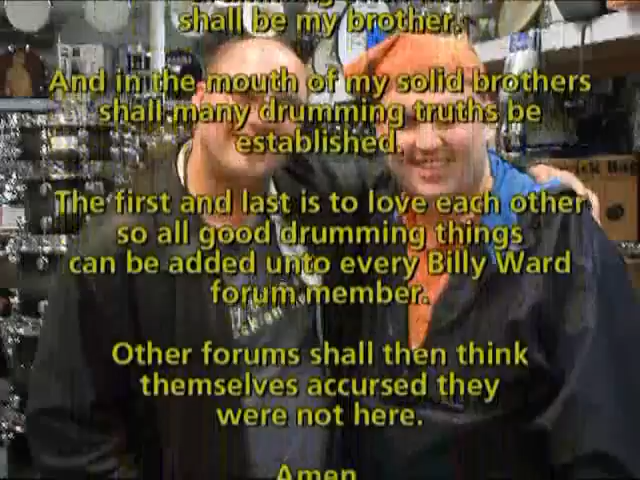 shall be my brother.
And in the mouth of my solid brothers
shall many drumming truths be
established.
The first and last is to love each other
so all good drumming things
can be added unto every Billy Ward
forum member.
Other forums shall then think
themselves accursed they
were not here.
Amen